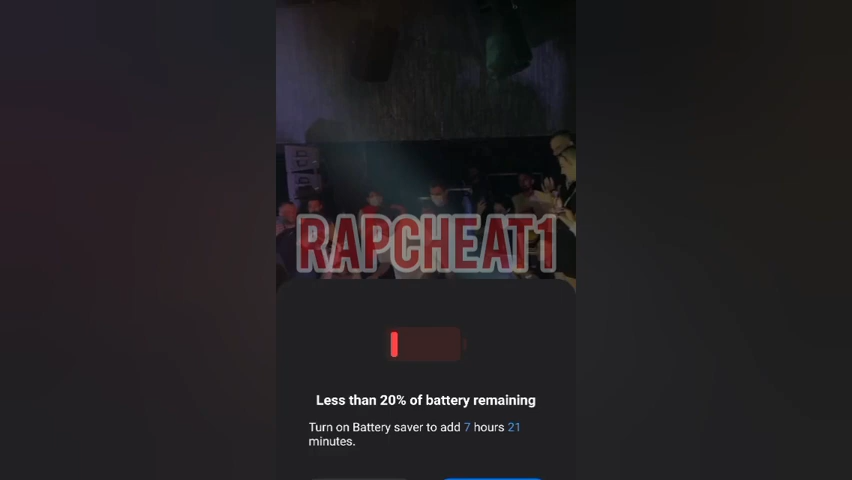 RAPCHEAT1
Less than 20% of battery remaining
Turn on Battery saver to add 7 hours 21
minutes.